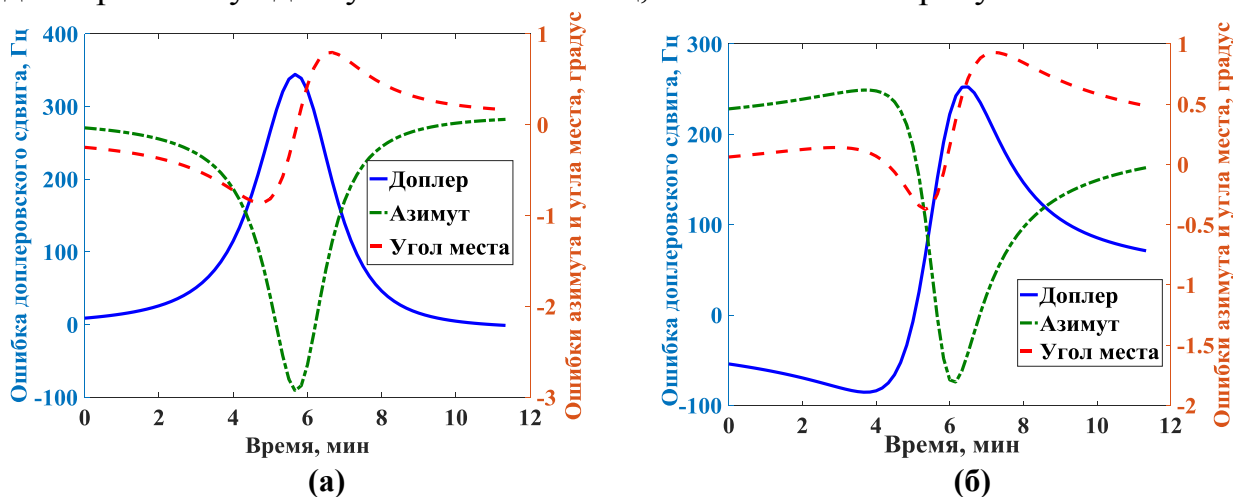 Ошибка доплеровского сдвига, Гц
400
300
200
100
0
-100
0 2 4 6 8 10 12
Время, мин
1
0
-1
-2
-3
Ошибки азимута и угла места, градус
Доплер
Азимут
Угол места
(а)
Ошибка доплеровского сдвига, Гц
300
200
100
0
-100
0 2 4 6 8 10 12
Время, мин
1
0.5
0
-0.5
-1
-1.5
-2
Ошибки азимута и угла места, градус
Доплер
Азимут
Угол места
(б)